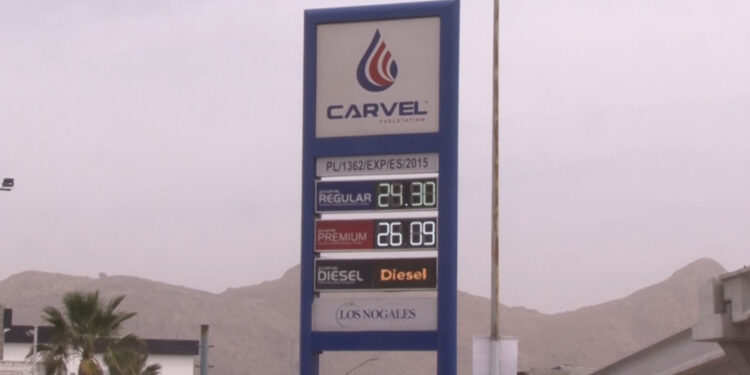 CARVEL
FUELSTATION
PL/1362/EXP/ES/2015
REGULAR 24.30
PREMIUM 26 09
DIESEL Diesel
LOS NOGALES